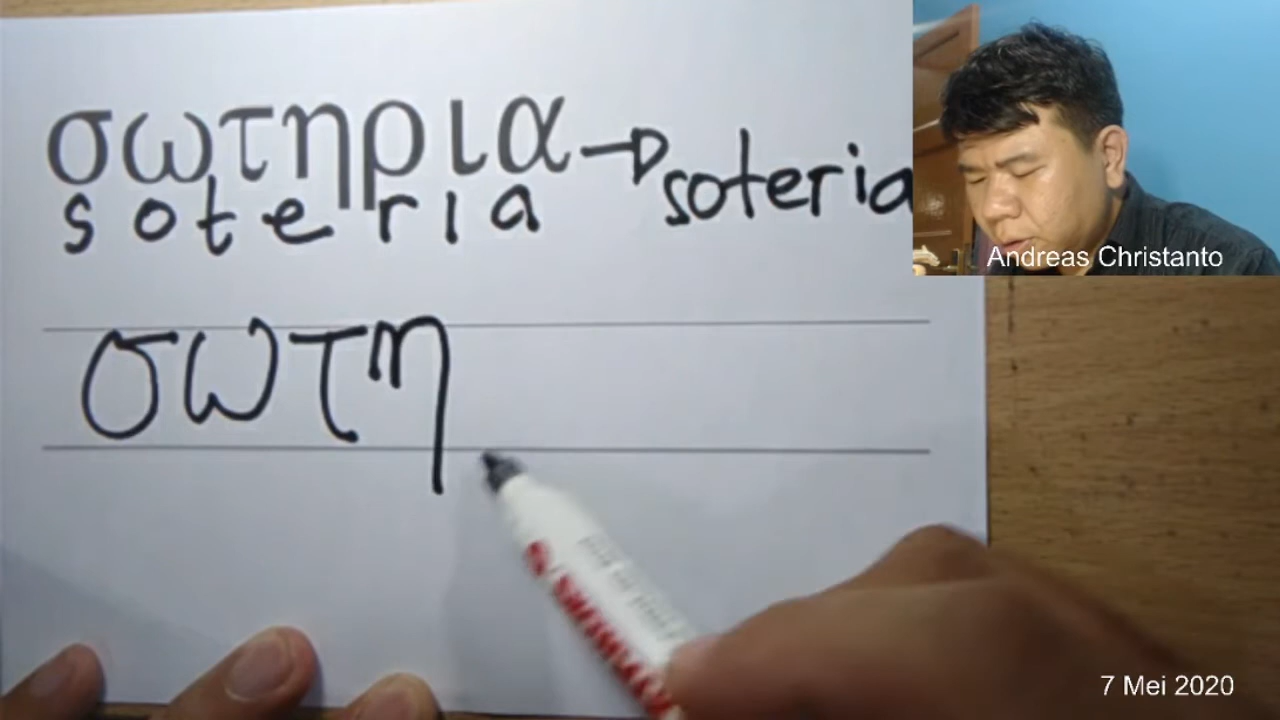 σωτηρια → soteria
s o t e r i a
σωτη
Andreas Christanto
7 Mei 2020